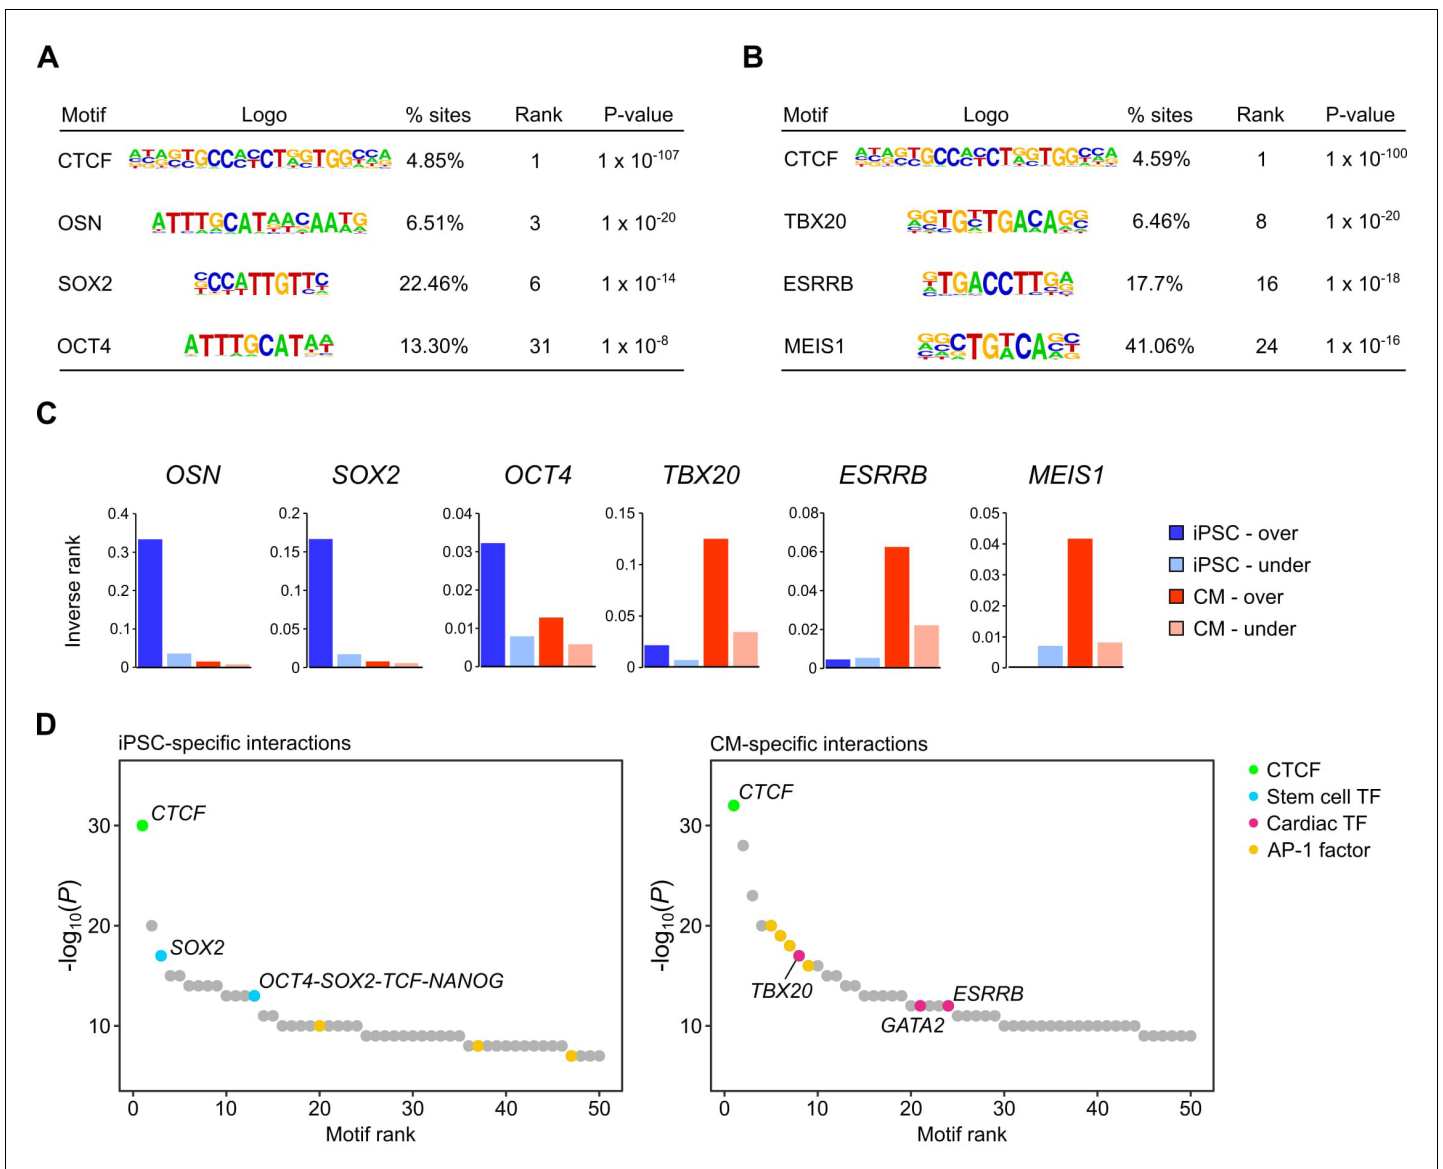 A
Motif Logo % sites Rank P-value
CTCF 4.85% 1 1 x 10-107
OSN ATTTGCATAACAATG 6.51% 3 1 x 10-20
SOX2 CCATTGTTC 22.46% 6 1 x 10-14
OCT4 ATTTGCATAA 13.30% 31 1 x 10-8
B
Motif Logo % sites Rank P-value
CTCF 4.59% 1 1 x 10-100
TBX20 6.46% 8 1 x 10-20
ESRRB 17.7% 16 1 x 10-18
MEIS1 41.06% 24 1 x 10-16
C
OSN SOX2 OCT4 TBX20 ESRRB MEIS1
Inverse rank
0.4
0.3
0.2
0.1
0
0.2
0.15
0.1
0.05
0
0.04
0.03
0.02
0.01
0
0.15
0.1
0.05
0
0.08
0.06
0.04
0.02
0
0.05
0.04
0.03
0.02
0.01
0
iPSC - over
iPSC - under
CM - over
CM - under
D
iPSC-specific interactions
-log10(P)
30
20
10
CTCF
SOX2
OCT4-SOX2-TCF-NANOG
0 10 20 30 40 50
Motif rank
CM-specific interactions
-log10(P)
30
20
10
CTCF
TBX20
GATA2
ESRRB
0 10 20 30 40 50
Motif rank
CTCF
Stem cell TF
Cardiac TF
AP-1 factor